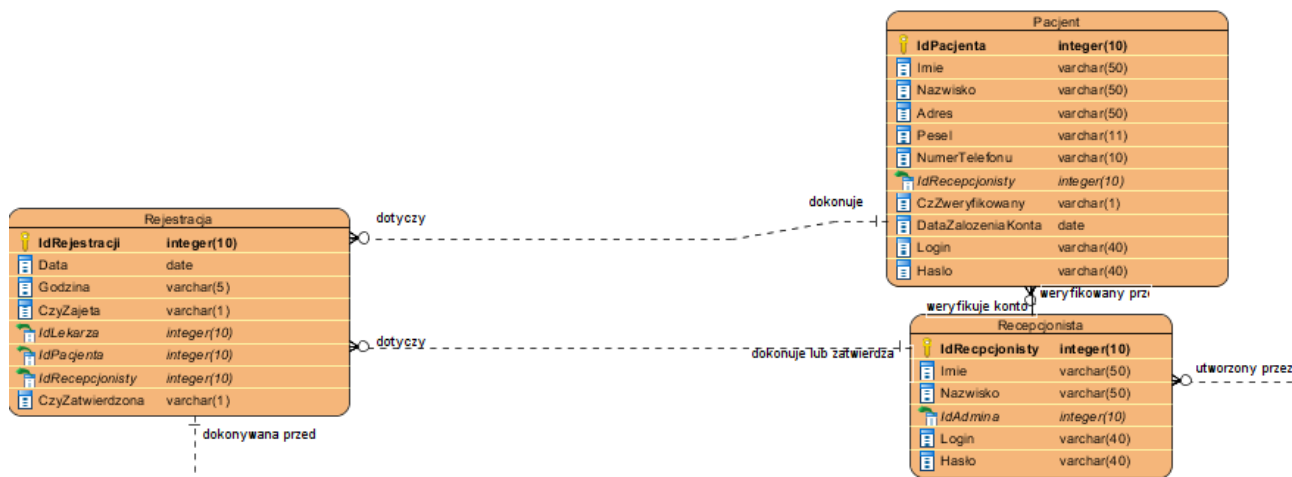 Pacjent
IdPacjenta integer(10)
Imie varchar(50)
Nazwisko varchar(50)
Adres varchar(50)
Pesel varchar(11)
NumerTelefonu varchar(10)
IdRecepcjonisty integer(10)
CzZweryfikowany varchar(1)
DataZalozeniaKonta date
Login varchar(40)
Hasło varchar(40)
dokonuje
dotyczy
Rejestracja
IdRejestracji integer(10)
Data date
Godzina varchar(5)
CzyZajeta varchar(1)
IdLekarza integer(10)
IdPacjenta integer(10)
IdRecepcjonisty integer(10)
CzyZatwierdzona varchar(1)
dotyczy
dokonuje lub zatwierdza
dokonywana przed
weryfikowany prz
weryfikuje konto
Recepcjonista
IdRecpcjonisty integer(10)
Imie varchar(50)
Nazwisko varchar(50)
IdAdmina integer(10)
Login varchar(40)
Hasło varchar(40)
utworzony przez